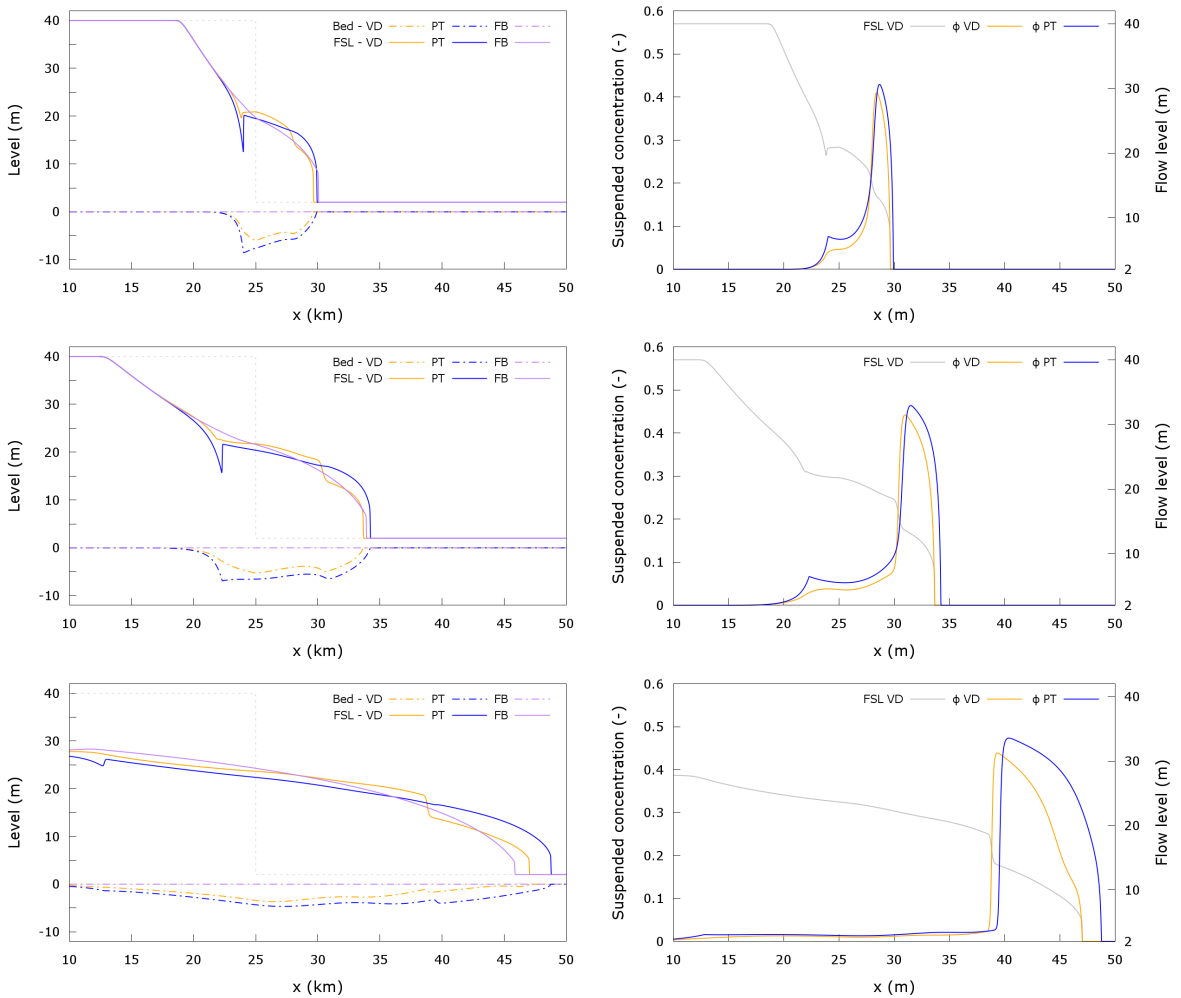 Level (m)
40
30
20
10
0
-10
Bed - VD PT FB
FSL - VD PT FB
10 15 20 25 30 35 40 45 50
x (km)
Suspended concentration (-)
0.6
0.5
0.4
0.3
0.2
0.1
0
FSL VD ϕ VD ϕ PT
40
30
20
10
2
Flow level (m)
10 15 20 25 30 35 40 45 50
x (m)
Level (m)
40
30
20
10
0
-10
Bed - VD PT FB
FSL - VD PT FB
10 15 20 25 30 35 40 45 50
x (km)
Suspended concentration (-)
0.6
0.5
0.4
0.3
0.2
0.1
0
FSL VD ϕ VD ϕ PT
40
30
20
10
2
Flow level (m)
10 15 20 25 30 35 40 45 50
x (m)
Level (m)
40
30
20
10
0
-10
Bed - VD PT FB
FSL - VD PT FB
10 15 20 25 30 35 40 45 50
x (km)
Suspended concentration (-)
0.6
0.5
0.4
0.3
0.2
0.1
0
FSL VD ϕ VD ϕ PT
40
30
20
10
2
Flow level (m)
10 15 20 25 30 35 40 45 50
x (m)